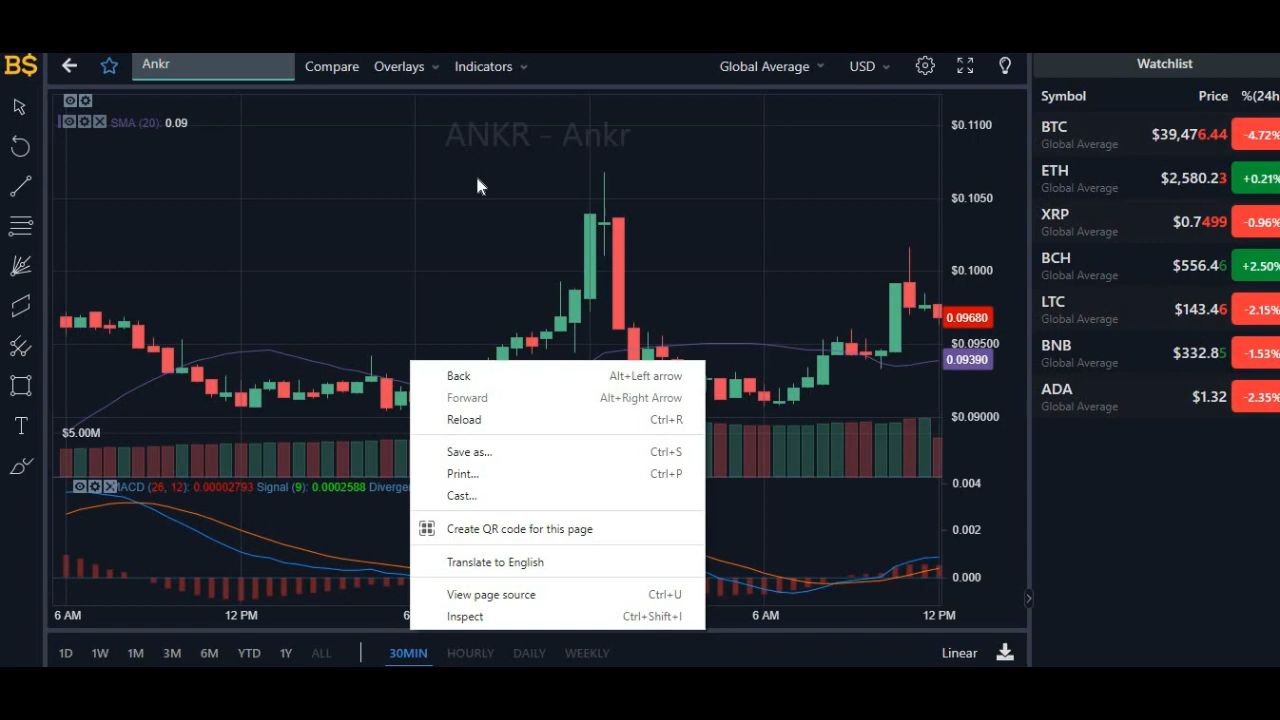 B$
Ankr
Compare
Overlays
Indicators
Global Average
USD
Watchlist
Symbol Price %(24h
SMA (20): 0.09
ANKR - Ankr
$0.1100
$0.1050
$0.1000
0.09680
$0.09500
0.09390
$0.09000
BTC $39,476.44 -4.72%
Global Average
ETH $2,580.23 +0.21%
Global Average
XRP $0.7499 -0.96%
Global Average
BCH $556.46 +2.50%
Global Average
LTC $143.46 -2.15%
Global Average
BNB $332.85 -1.53%
Global Average
ADA $1.32 -2.35%
Global Average
$5.00M
MACD (26, 12): 0.00002793 Signal (9): 0.0002588 Diverge
0.004
0.002
0.000
Back Alt+Left arrow
Forward Alt+Right Arrow
Reload Ctrl+R
Save as... Ctrl+S
Print... Ctrl+P
Cast...
Create QR code for this page
Translate to English
View page source Ctrl+U
Inspect Ctrl+Shift+I
6 AM 12 PM 6 6 AM 12 PM
1D 1W 1M 3M 6M YTD 1Y ALL 30MIN HOURLY DAILY WEEKLY Linear